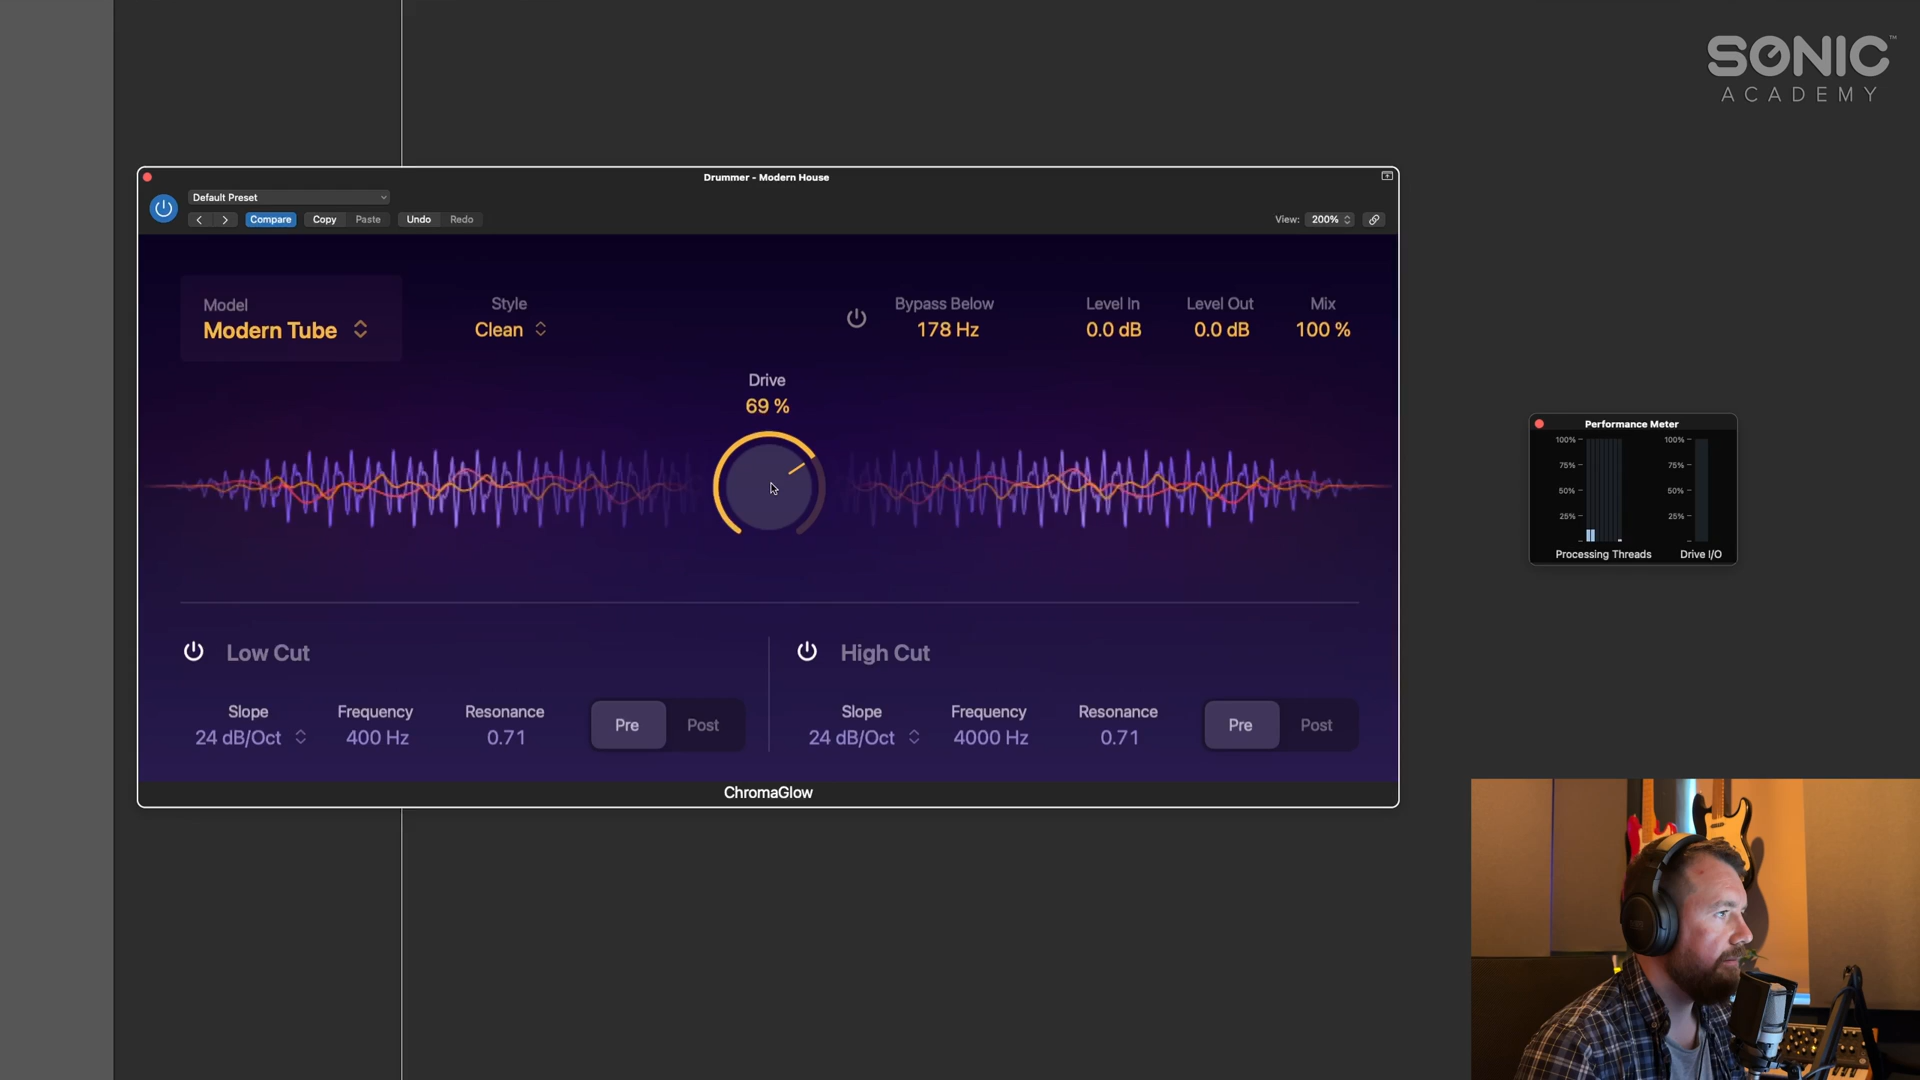 SONIC™
ACADEMY
Drummer - Modern House
Default Preset
Compare Copy Paste Undo Redo
View: 200%
Model
Modern Tube
Style
Clean
Bypass Below
178 Hz
Level In
0.0 dB
Level Out
0.0 dB
Mix
100 %
Drive
69 %
Low Cut
Slope
24 dB/Oct
Frequency
400 Hz
Resonance
0.71
Pre Post
High Cut
Slope
24 dB/Oct
Frequency
4000 Hz
Resonance
0.71
Pre Post
ChromaGlow
Performance Meter
100% 100%
75% 75%
50% 50%
25% 25%
Processing Threads Drive I/O